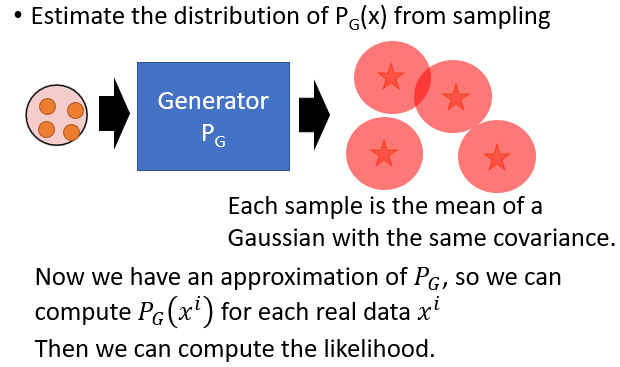 • Estimate the distribution of P_G(x) from sampling
Generator
P_G
Each sample is the mean of a
Gaussian with the same covariance.
Now we have an approximation of P_G, so we can
compute P_G(x^i) for each real data x^i
Then we can compute the likelihood.